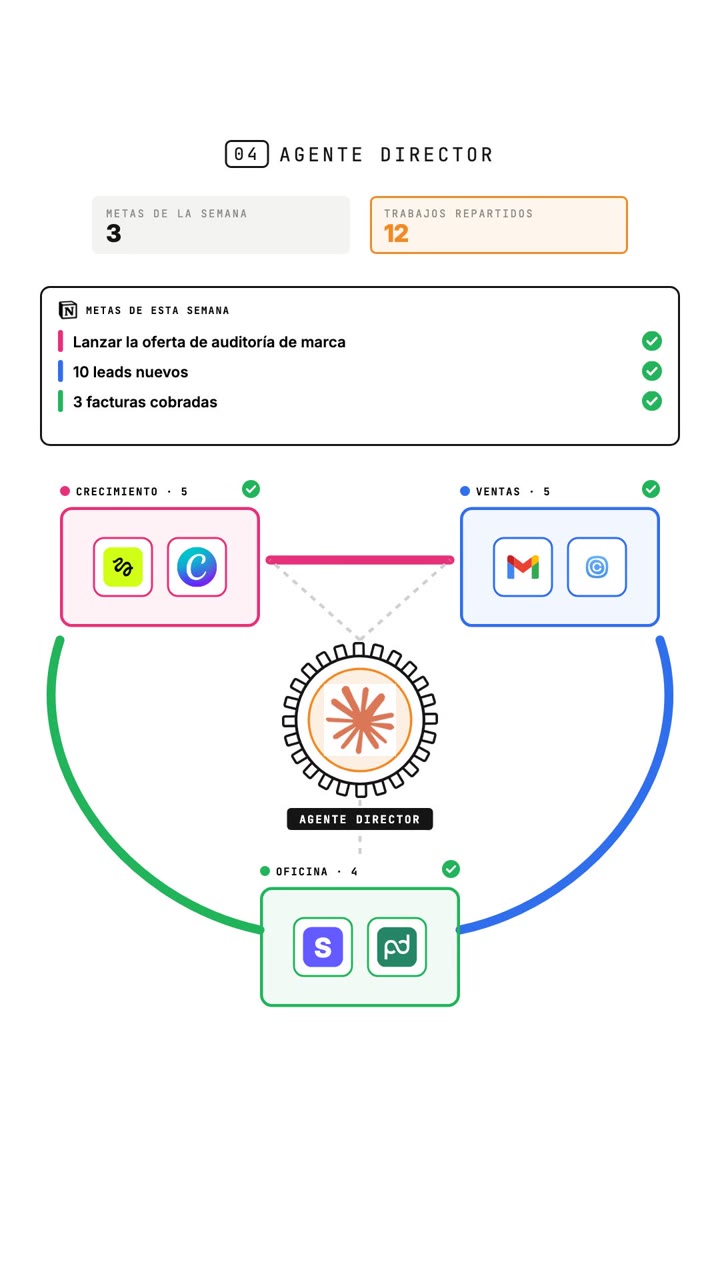 04 AGENTE DIRECTOR
METAS DE LA SEMANA
3
TRABAJOS REPARTIDOS
12
METAS DE ESTA SEMANA
Lanzar la oferta de auditoría de marca
10 leads nuevos
3 facturas cobradas
CRECIMIENTO · 5
VENTAS · 5
AGENTE DIRECTOR
OFICINA · 4
S
pd